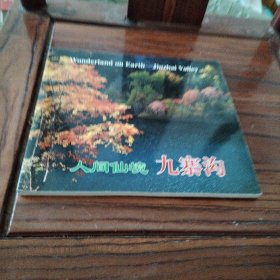 Wonderland on Earth — Jiuzhai Valley
人间仙境 九寨沟